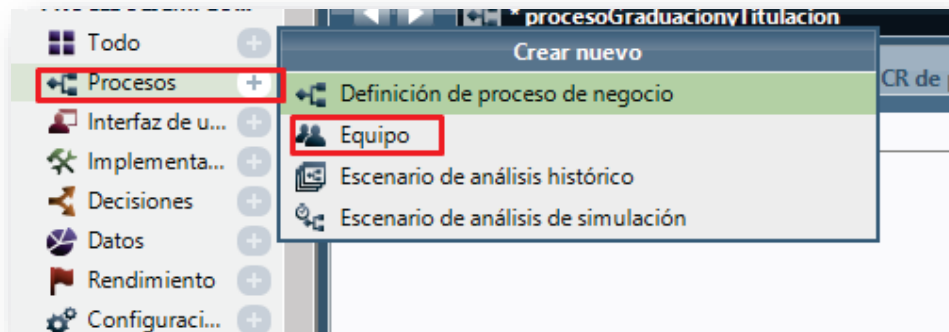 * procesoGraduacionyTitulacion
Todo
Crear nuevo
Procesos
Definición de proceso de negocio
CR de
Interfaz de u...
Equipo
Implementa...
Escenario de análisis histórico
Decisiones
Escenario de análisis de simulación
Datos
Rendimiento
Configuraci...